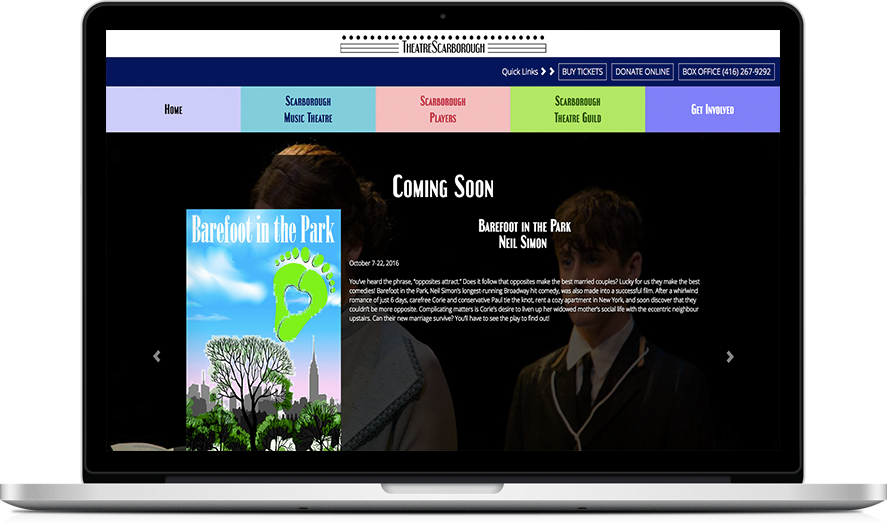 TheatreScarborough
Quick Links
BUY TICKETS
DONATE ONLINE
BOX OFFICE (416) 267-9292
Home
Scarborough
Music Theatre
Scarborough
Players
Scarborough
Theatre Guild
Get Involved
Coming Soon
Barefoot in the Park
Barefoot in the Park
Neil Simon
October 7-22, 2016
You've heard the phrase, "opposites attract." Does it follow that opposites make the best married couples? Lucky for us they make the best
comedies! Barefoot in the Park, Neil Simon's longest running Broadway hit comedy, was also made into a successful film. After a whirlwind
romance of just 6 days, carefree Corie and conservative Paul tie the knot, rent a cozy apartment in New York, and soon discover that they
couldn't be more opposite. Complicating matters is Corie's desire to liven up her widowed mother's social life with the eccentric neighbour
upstairs. Can their new marriage survive? You'll have to see the play to find out!